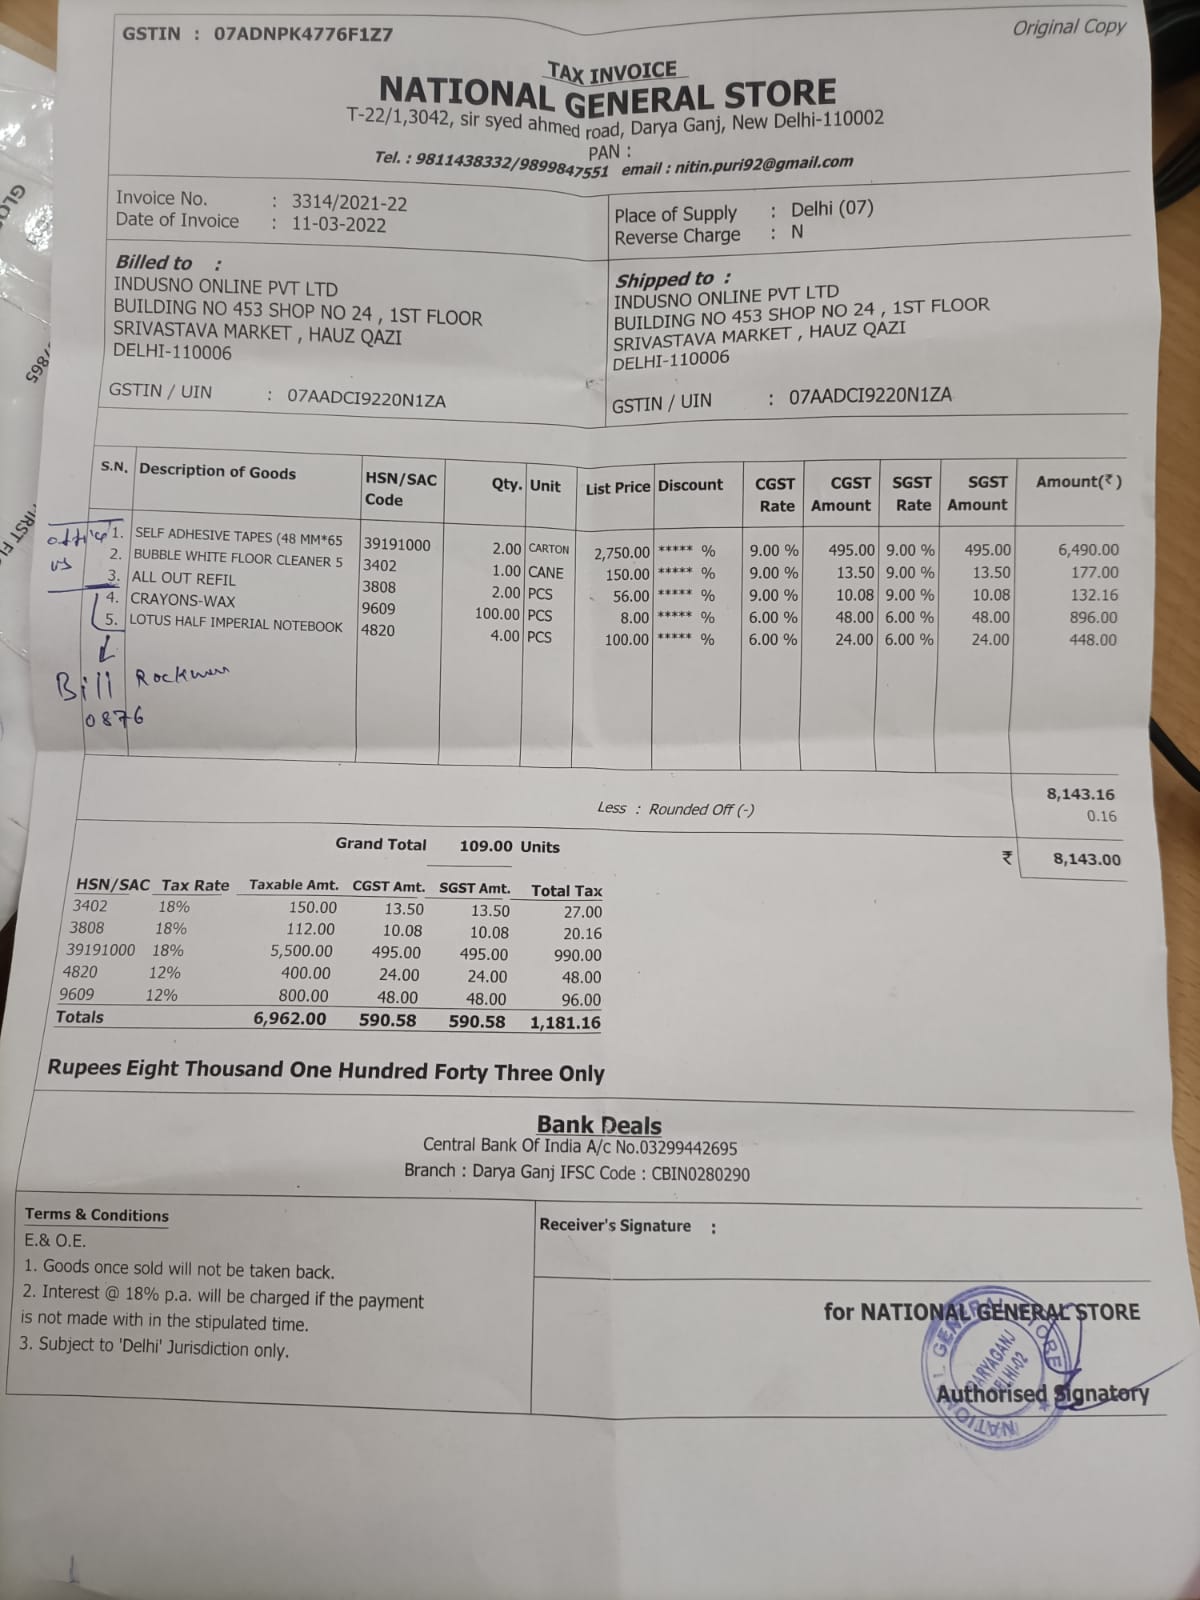 GSTIN : 07ADNPK4776F1Z7
Original Copy
TAX INVOICE
NATIONAL GENERAL STORE
T-22/1,3042, sir syed ahmed road, Darya Ganj, New Delhi-110002
PAN :
Tel. : 9811438332/9899847551 email : nitin.puri92@gmail.com
Invoice No. : 3314/2021-22
Date of Invoice : 11-03-2022
Place of Supply : Delhi (07)
Reverse Charge : N
Billed to :
INDUSNO ONLINE PVT LTD
BUILDING NO 453 SHOP NO 24 , 1ST FLOOR
SRIVASTAVA MARKET , HAUZ QAZI
DELHI-110006
GSTIN / UIN : 07AADCI9220N1ZA
Shipped to :
INDUSNO ONLINE PVT LTD
BUILDING NO 453 SHOP NO 24 , 1ST FLOOR
SRIVASTAVA MARKET , HAUZ QAZI
DELHI-110006
GSTIN / UIN : 07AADCI9220N1ZA
S.N. Description of Goods HSN/SAC Code Qty. Unit List Price Discount CGST Rate CGST Amount SGST Rate SGST Amount Amount(₹)
1. SELF ADHESIVE TAPES (48 MM*65 39191000 2.00 CARTON 2,750.00 ***** % 9.00 % 495.00 9.00 % 495.00 6,490.00
2. BUBBLE WHITE FLOOR CLEANER 5 3402 1.00 CANE 150.00 ***** % 9.00 % 13.50 9.00 % 13.50 177.00
3. ALL OUT REFIL 3808 2.00 PCS 56.00 ***** % 9.00 % 10.08 9.00 % 10.08 132.16
4. CRAYONS-WAX 9609 100.00 PCS 8.00 ***** % 6.00 % 48.00 6.00 % 48.00 896.00
5. LOTUS HALF IMPERIAL NOTEBOOK 4820 4.00 PCS 100.00 ***** % 6.00 % 24.00 6.00 % 24.00 448.00
us
Bill
0876
8,143.16
Less : Rounded Off (-) 0.16
Grand Total 109.00 Units ₹ 8,143.00
HSN/SAC Tax Rate Taxable Amt. CGST Amt. SGST Amt. Total Tax
3402 18% 150.00 13.50 13.50 27.00
3808 18% 112.00 10.08 10.08 20.16
39191000 18% 5,500.00 495.00 495.00 990.00
4820 12% 400.00 24.00 24.00 48.00
9609 12% 800.00 48.00 48.00 96.00
Totals 6,962.00 590.58 590.58 1,181.16
Rupees Eight Thousand One Hundred Forty Three Only
Bank Deals
Central Bank Of India A/c No.03299442695
Branch : Darya Ganj IFSC Code : CBIN0280290
Terms & Conditions
E.& O.E.
1. Goods once sold will not be taken back.
2. Interest @ 18% p.a. will be charged if the payment
is not made with in the stipulated time.
3. Subject to 'Delhi' Jurisdiction only.
Receiver's Signature :
for NATIONAL GENERAL STORE
NATIONAL GENERAL STORE
DARYAGANJ
DELHI-02
Authorised Signatory